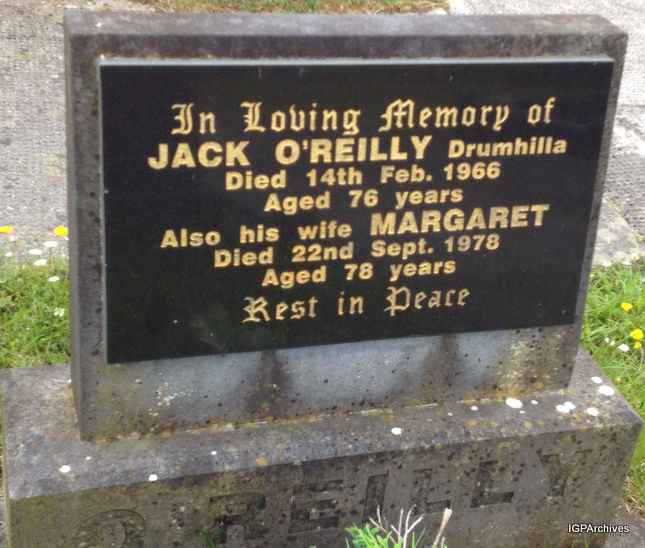 In Loving Memory of
JACK O'REILLY Drumhilla
Died 14th Feb. 1966
Aged 76 years
Also his wife MARGARET
Died 22nd Sept. 1978
Aged 78 years
Rest in Peace
O'REILLY
IGPArchives